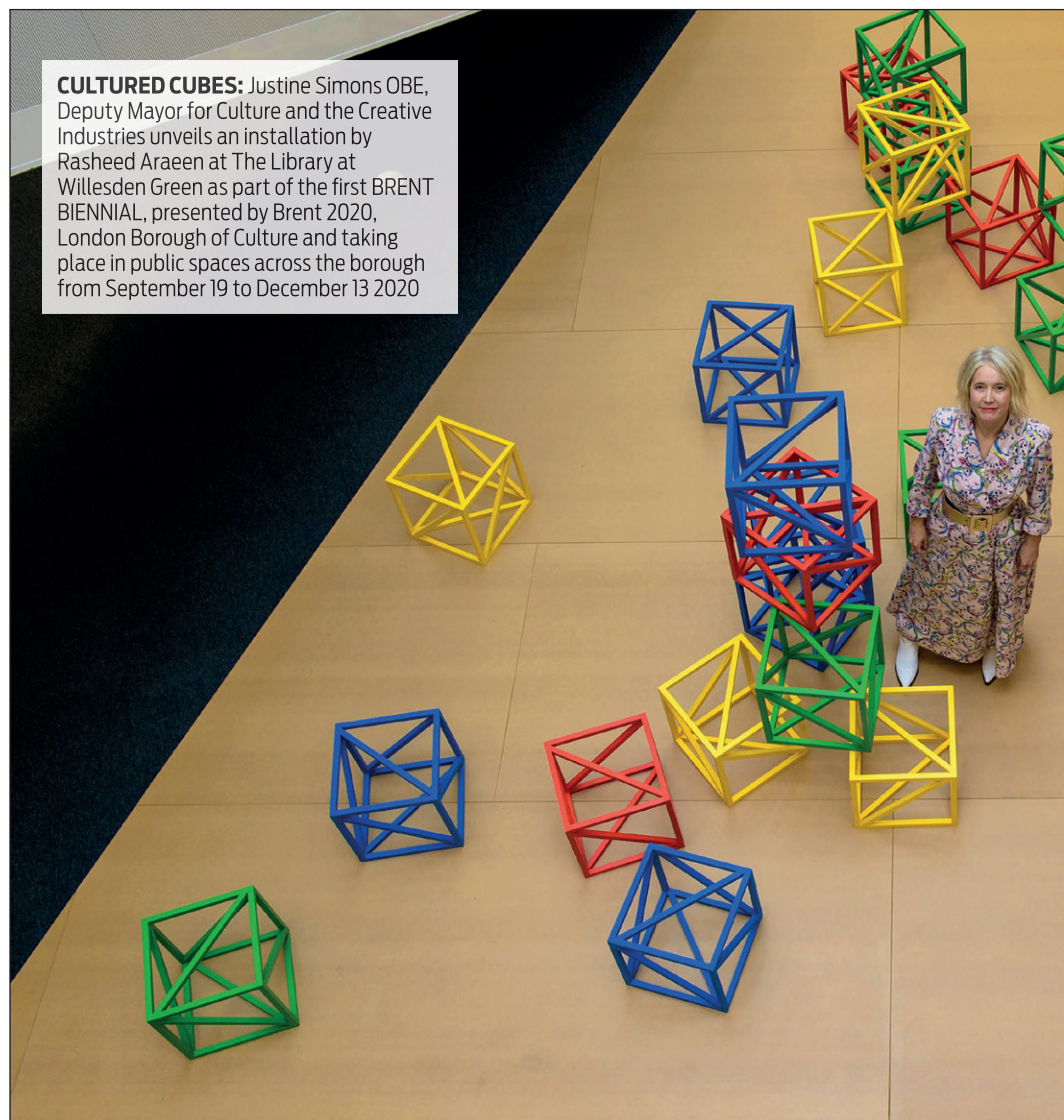 CULTURED CUBES: Justine Simons OBE,
Deputy Mayor for Culture and the Creative
Industries unveils an installation by
Rasheed Araeen at The Library at
Willesden Green as part of the first BRENT
BIENNIAL, presented by Brent 2020,
London Borough of Culture and taking
place in public spaces across the borough
from September 19 to December 13 2020